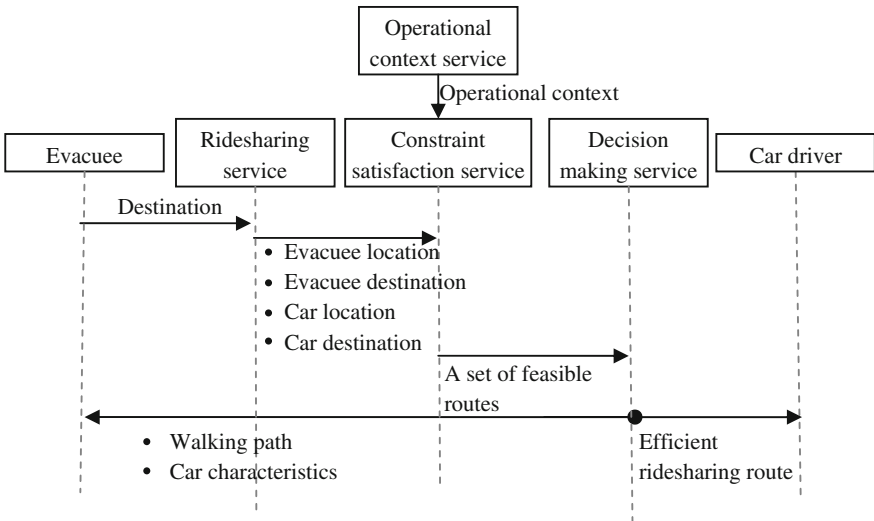 Operational
context service
Operational context
Evacuee
Ridesharing
service
Constraint
satisfaction service
Decision
making service
Car driver
Destination
• Evacuee location
• Evacuee destination
• Car location
• Car destination
A set of feasible
routes
• Walking path
• Car characteristics
Efficient
ridesharing route